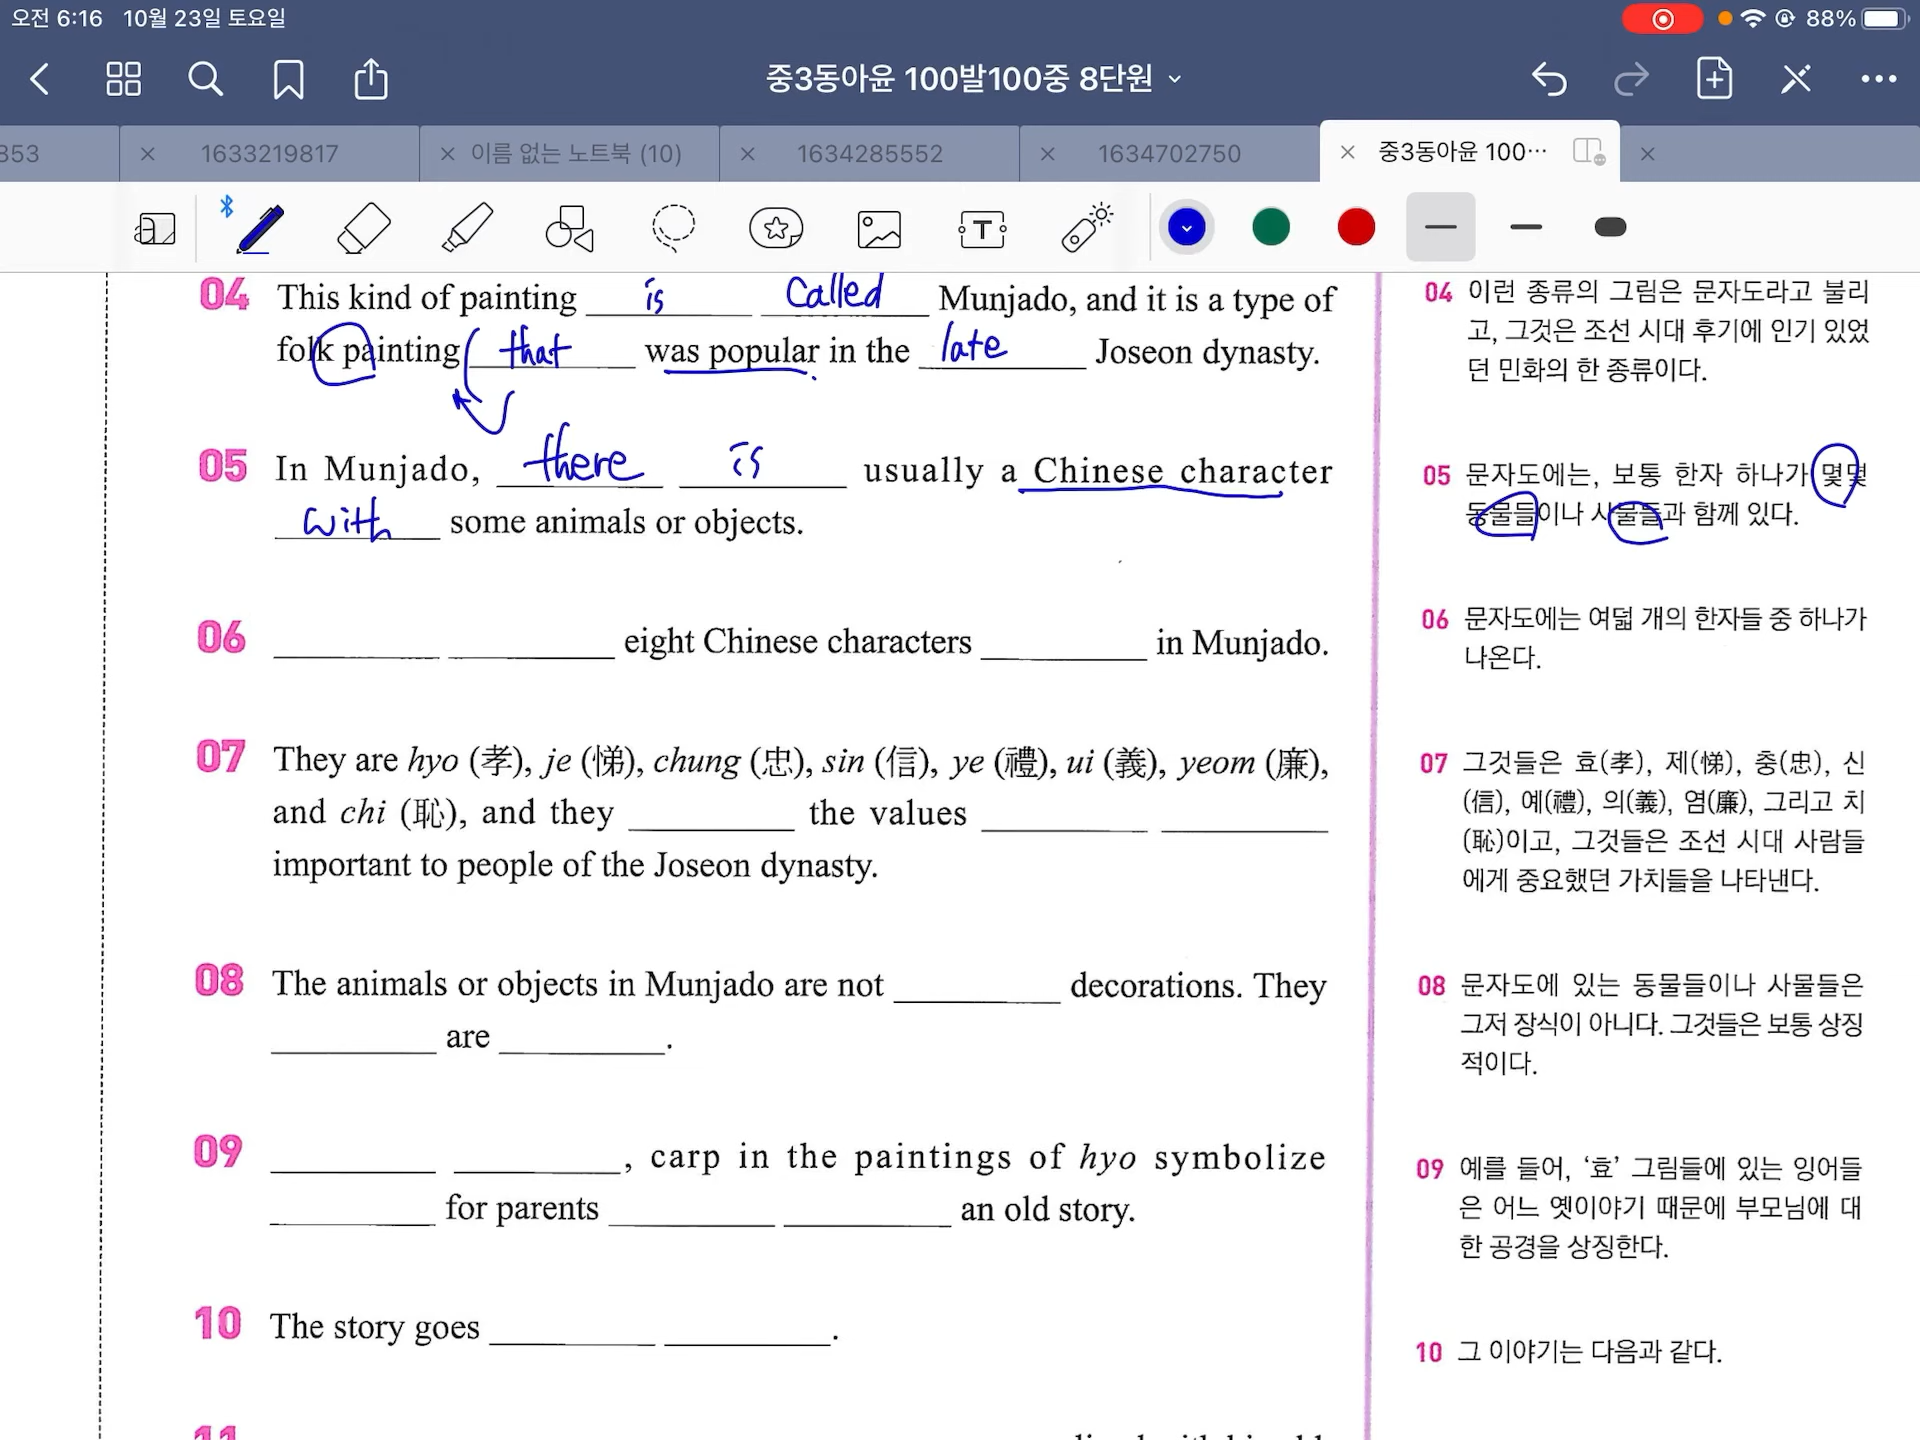 오전 6:16 10월 23일 토요일
88%
중3동아윤 100발100중 8단원
853
1633219817
이름 없는 노트북 (10)
1634285552
1634702750
중3동아윤 100…
04 This kind of painting is called Munjado, and it is a type of
folk painting that was popular in the late Joseon dynasty.
05 In Munjado, there is usually a Chinese character
with some animals or objects.
06 eight Chinese characters in Munjado.
07 They are hyo (孝), je (悌), chung (忠), sin (信), ye (禮), ui (義), yeom (廉),
and chi (恥), and they the values
important to people of the Joseon dynasty.
08 The animals or objects in Munjado are not decorations. They
are .
09 , carp in the paintings of hyo symbolize
for parents an old story.
10 The story goes .
11
04 이런 종류의 그림은 문자도라고 불리
고, 그것은 조선 시대 후기에 인기 있었
던 민화의 한 종류이다.
05 문자도에는, 보통 한자 하나가 몇몇
동물들이나 사물들과 함께 있다.
06 문자도에는 여덟 개의 한자들 중 하나가
나온다.
07 그것들은 효(孝), 제(悌), 충(忠), 신
(信), 예(禮), 의(義), 염(廉), 그리고 치
(恥)이고, 그것들은 조선 시대 사람들
에게 중요했던 가치들을 나타낸다.
08 문자도에 있는 동물들이나 사물들은
그저 장식이 아니다. 그것들은 보통 상징
적이다.
09 예를 들어, ‘효’ 그림들에 있는 잉어들
은 어느 옛이야기 때문에 부모님에 대
한 공경을 상징한다.
10 그 이야기는 다음과 같다.